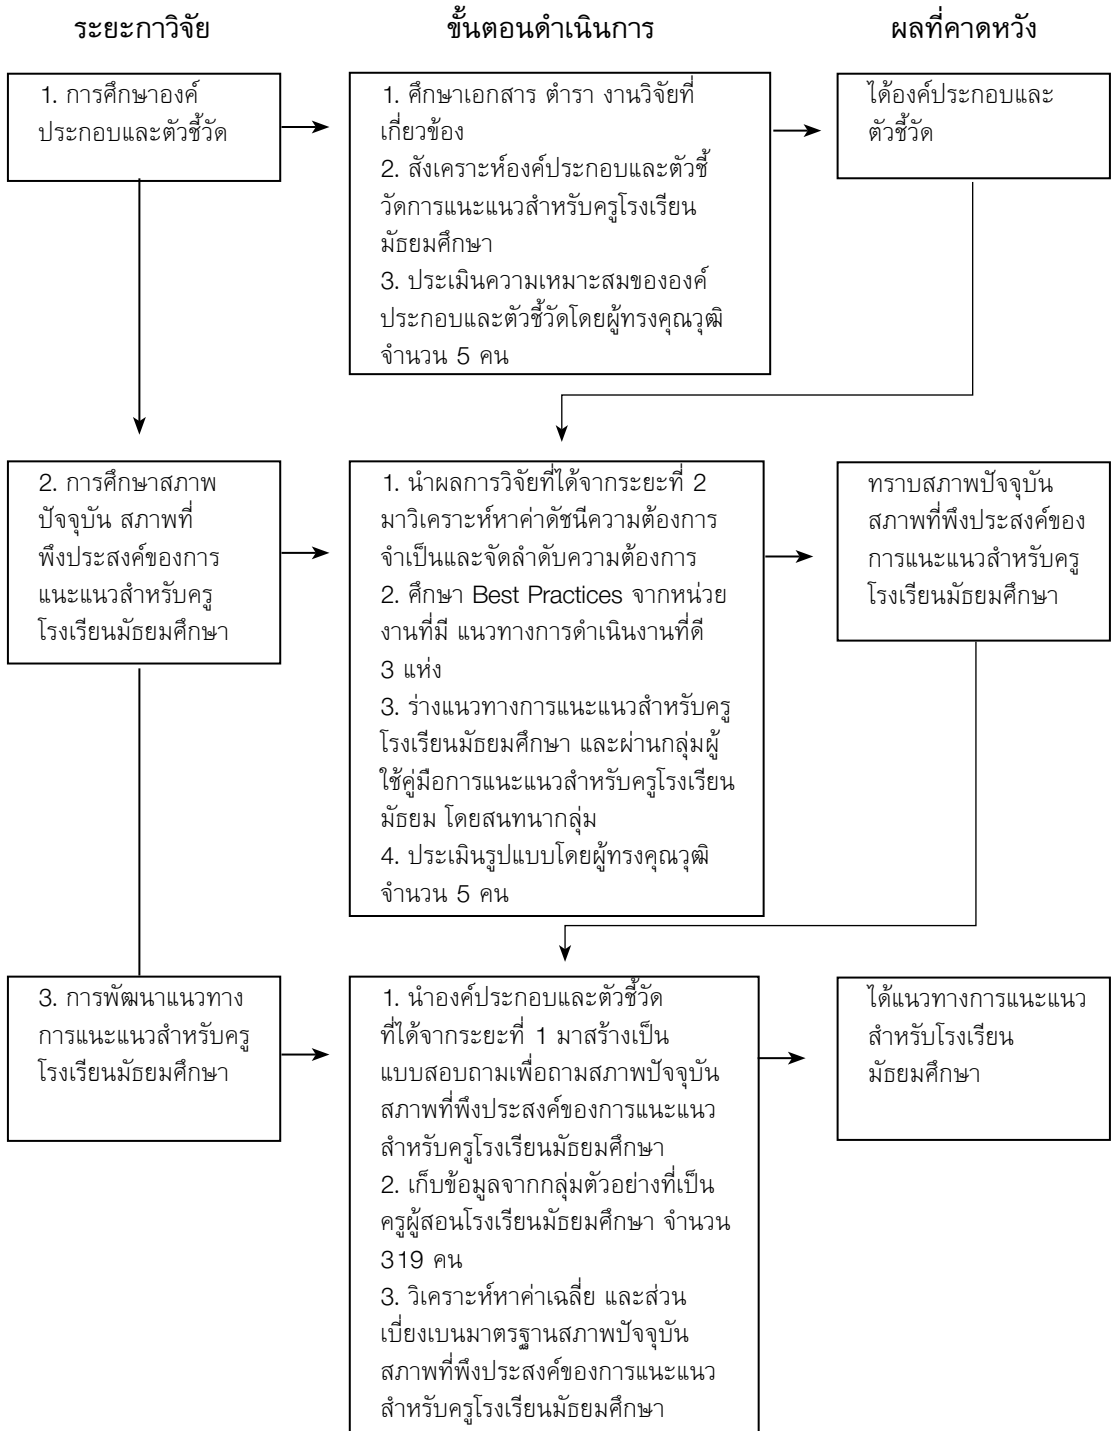 ระยะกาวิจัย
ขั้นตอนดำเนินการ
ผลที่คาดหวัง
1. การศึกษาองค์
ประกอบและตัวชี้วัด
1. ศึกษาเอกสาร ตำรา งานวิจัยที่
เกี่ยวข้อง
2. สังเคราะห์องค์ประกอบและตัวชี้
วัดการแนะแนวสำหรับครูโรงเรียน
มัธยมศึกษา
3. ประเมินความเหมาะสมขององค์
ประกอบและตัวชี้วัดโดยผู้ทรงคุณวุฒิ
จำนวน 5 คน
ได้องค์ประกอบและ
ตัวชี้วัด
2. การศึกษาสภาพ
ปัจจุบัน สภาพที่
พึงประสงค์ของการ
แนะแนวสำหรับครู
โรงเรียนมัธยมศึกษา
1. นำผลการวิจัยที่ได้จากระยะที่ 2
มาวิเคราะห์หาค่าดัชนีความต้องการ
จำเป็นและจัดลำดับความต้องการ
2. ศึกษา Best Practices จากหน่วย
งานที่มี แนวทางการดำเนินงานที่ดี
3 แห่ง
3. ร่างแนวทางการแนะแนวสำหรับครู
โรงเรียนมัธยมศึกษา และผ่านกลุ่มผู้
ใช้คู่มือการแนะแนวสำหรับครูโรงเรียน
มัธยม โดยสนทนากลุ่ม
4. ประเมินรูปแบบโดยผู้ทรงคุณวุฒิ
จำนวน 5 คน
ทราบสภาพปัจจุบัน
สภาพที่พึงประสงค์ของ
การแนะแนวสำหรับครู
โรงเรียนมัธยมศึกษา
3. การพัฒนาแนวทาง
การแนะแนวสำหรับครู
โรงเรียนมัธยมศึกษา
1. นำองค์ประกอบและตัวชี้วัด
ที่ได้จากระยะที่ 1 มาสร้างเป็น
แบบสอบถามเพื่อถามสภาพปัจจุบัน
สภาพที่พึงประสงค์ของการแนะแนว
สำหรับครูโรงเรียนมัธยมศึกษา
2. เก็บข้อมูลจากกลุ่มตัวอย่างที่เป็น
ครูผู้สอนโรงเรียนมัธยมศึกษา จำนวน
319 คน
3. วิเคราะห์หาค่าเฉลี่ย และส่วน
เบี่ยงเบนมาตรฐานสภาพปัจจุบัน
สภาพที่พึงประสงค์ของการแนะแนว
สำหรับครูโรงเรียนมัธยมศึกษา
ได้แนวทางการแนะแนว
สำหรับโรงเรียน
มัธยมศึกษา